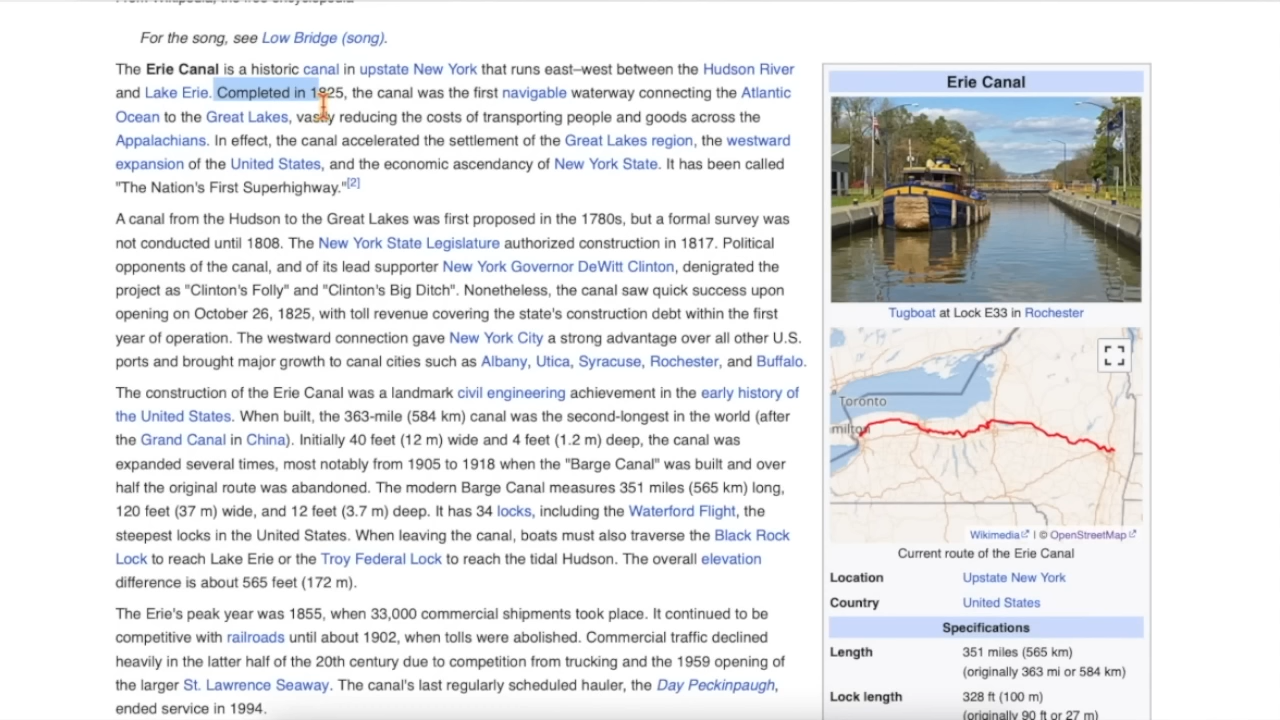 From Wikipedia, the free encyclopedia
For the song, see Low Bridge (song).
The Erie Canal is a historic canal in upstate New York that runs east–west between the Hudson River
and Lake Erie. Completed in 1825, the canal was the first navigable waterway connecting the Atlantic
Ocean to the Great Lakes, vastly reducing the costs of transporting people and goods across the
Appalachians. In effect, the canal accelerated the settlement of the Great Lakes region, the westward
expansion of the United States, and the economic ascendancy of New York State. It has been called
"The Nation's First Superhighway."[2]
A canal from the Hudson to the Great Lakes was first proposed in the 1780s, but a formal survey was
not conducted until 1808. The New York State Legislature authorized construction in 1817. Political
opponents of the canal, and of its lead supporter New York Governor DeWitt Clinton, denigrated the
project as "Clinton's Folly" and "Clinton's Big Ditch". Nonetheless, the canal saw quick success upon
opening on October 26, 1825, with toll revenue covering the state's construction debt within the first
year of operation. The westward connection gave New York City a strong advantage over all other U.S.
ports and brought major growth to canal cities such as Albany, Utica, Syracuse, Rochester, and Buffalo.
The construction of the Erie Canal was a landmark civil engineering achievement in the early history of
the United States. When built, the 363-mile (584 km) canal was the second-longest in the world (after
the Grand Canal in China). Initially 40 feet (12 m) wide and 4 feet (1.2 m) deep, the canal was
expanded several times, most notably from 1905 to 1918 when the "Barge Canal" was built and over
half the original route was abandoned. The modern Barge Canal measures 351 miles (565 km) long,
120 feet (37 m) wide, and 12 feet (3.7 m) deep. It has 34 locks, including the Waterford Flight, the
steepest locks in the United States. When leaving the canal, boats must also traverse the Black Rock
Lock to reach Lake Erie or the Troy Federal Lock to reach the tidal Hudson. The overall elevation
difference is about 565 feet (172 m).
The Erie's peak year was 1855, when 33,000 commercial shipments took place. It continued to be
competitive with railroads until about 1902, when tolls were abolished. Commercial traffic declined
heavily in the latter half of the 20th century due to competition from trucking and the 1959 opening of
the larger St. Lawrence Seaway. The canal's last regularly scheduled hauler, the Day Peckinpaugh,
ended service in 1994.
Erie Canal
Tugboat at Lock E33 in Rochester
Toronto
milton
Wikimedia | © OpenStreetMap
Current route of the Erie Canal
Location Upstate New York
Country United States
Specifications
Length 351 miles (565 km)
(originally 363 mi or 584 km)
Lock length 328 ft (100 m)
(originally 90 ft or 27 m)